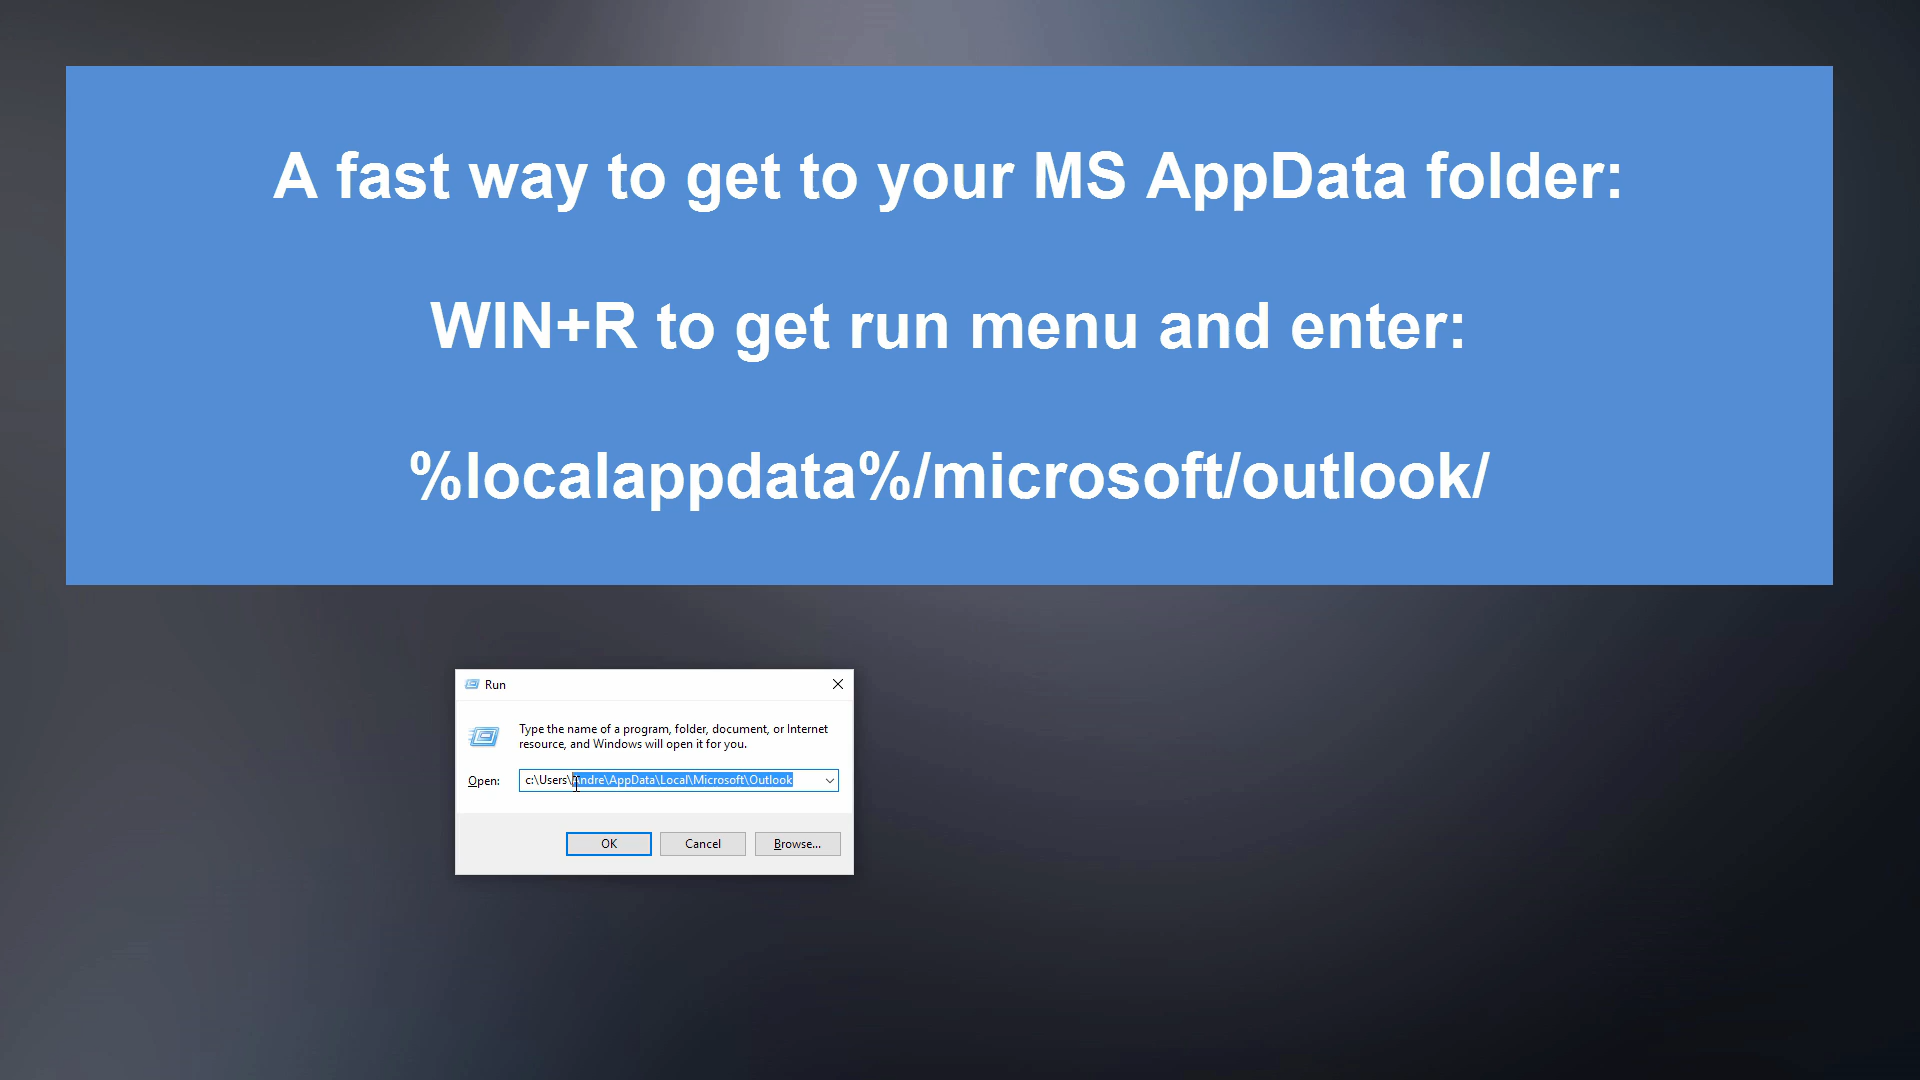 A fast way to get to your MS AppData folder:
WIN+R to get run menu and enter:
%localappdata%/microsoft/outlook/
Run
Type the name of a program, folder, document, or Internet
resource, and Windows will open it for you.
Open: c:\Users\Andre\AppData\Local\Microsoft\Outlook
OK Cancel Browse...